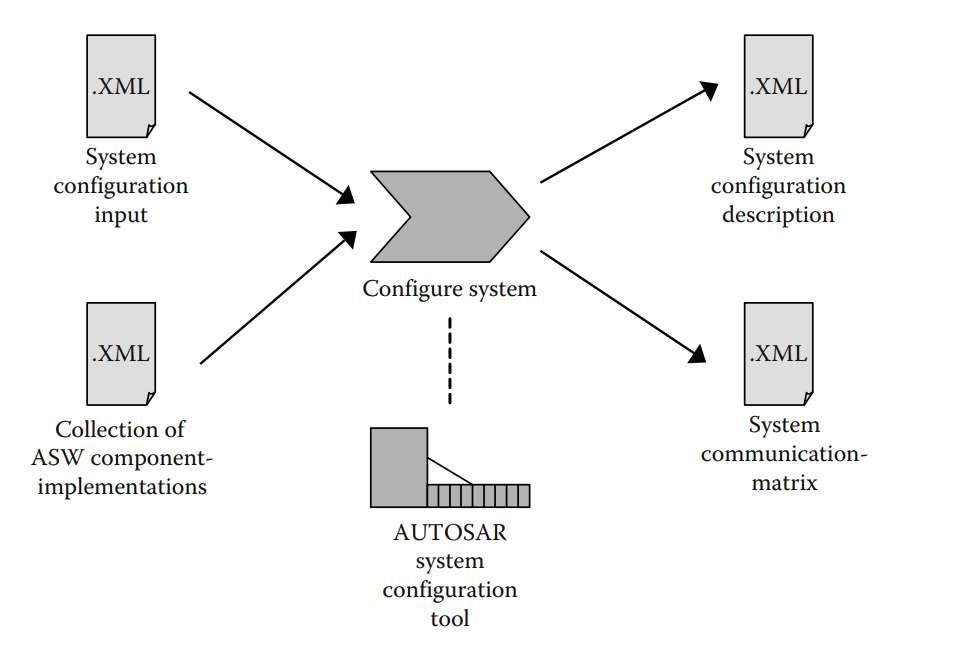 .XML
System
configuration
input
.XML
Collection of
ASW component-
implementations
Configure system
AUTOSAR
system
configuration
tool
.XML
System
configuration
description
.XML
System
communication-
matrix